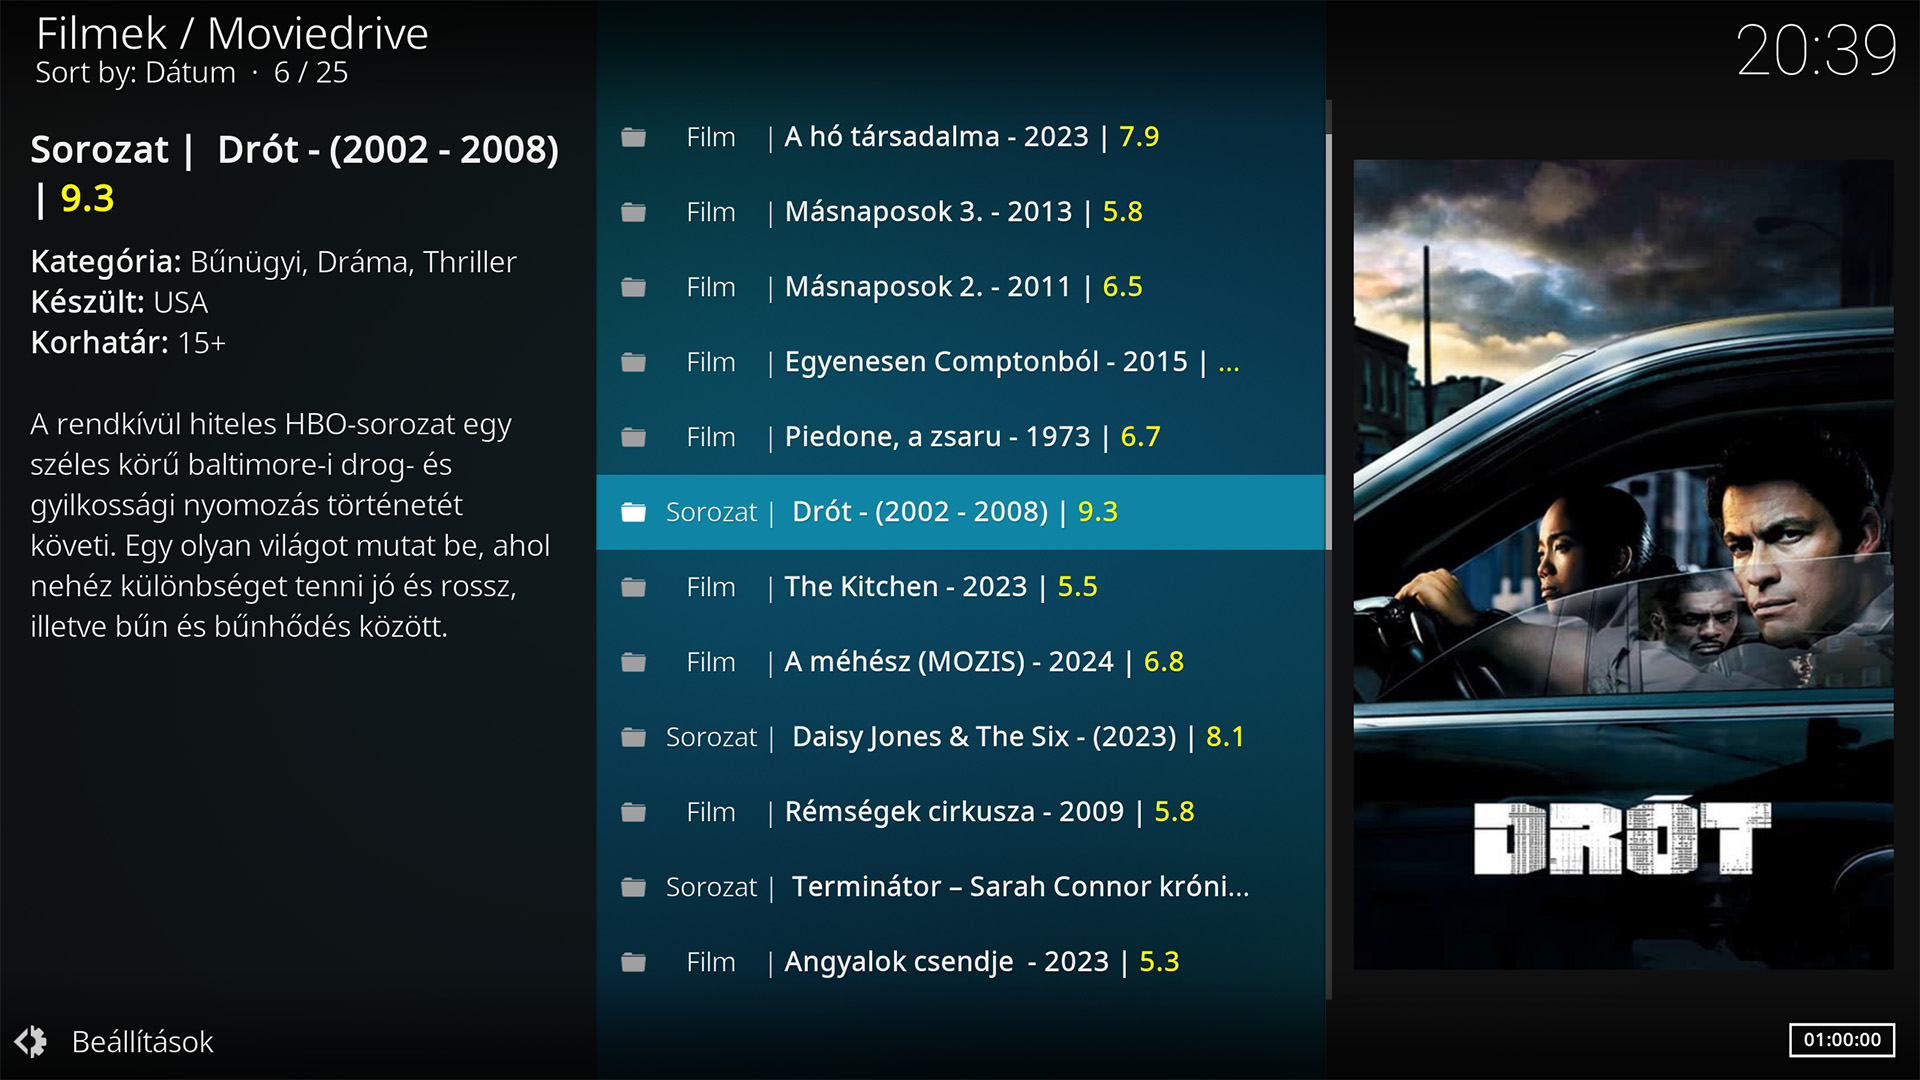 Filmek / Moviedrive
Sort by: Dátum · 6 / 25
20:39
Sorozat | Drót - (2002 - 2008)
| 9.3
Kategória: Bűnügyi, Dráma, Thriller
Készült: USA
Korhatár: 15+
A rendkívül hiteles HBO-sorozat egy
széles körű baltimore-i drog- és
gyilkossági nyomozás történetét
követi. Egy olyan világot mutat be, ahol
nehéz különbséget tenni jó és rossz,
illetve bűn és bűnhődés között.
Film | A hó társadalma - 2023 | 7.9
Film | Másnaposok 3. - 2013 | 5.8
Film | Másnaposok 2. - 2011 | 6.5
Film | Egyenesen Comptonból - 2015 | ...
Film | Piedone, a zsaru - 1973 | 6.7
Sorozat | Drót - (2002 - 2008) | 9.3
Film | The Kitchen - 2023 | 5.5
Film | A méhész (MOZIS) - 2024 | 6.8
Sorozat | Daisy Jones & The Six - (2023) | 8.1
Film | Rémségek cirkusza - 2009 | 5.8
Sorozat | Terminátor – Sarah Connor króni...
Film | Angyalok csendje - 2023 | 5.3
DRÓT
Beállítások
01:00:00